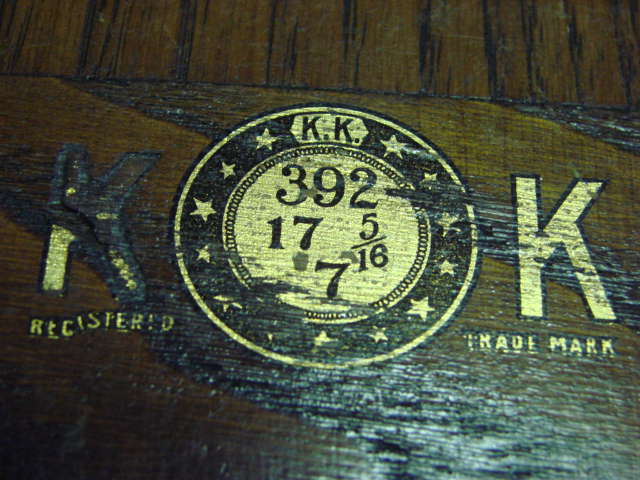 K.K.
392
17 5/16
7
K K
REGISTERED TRADE MARK